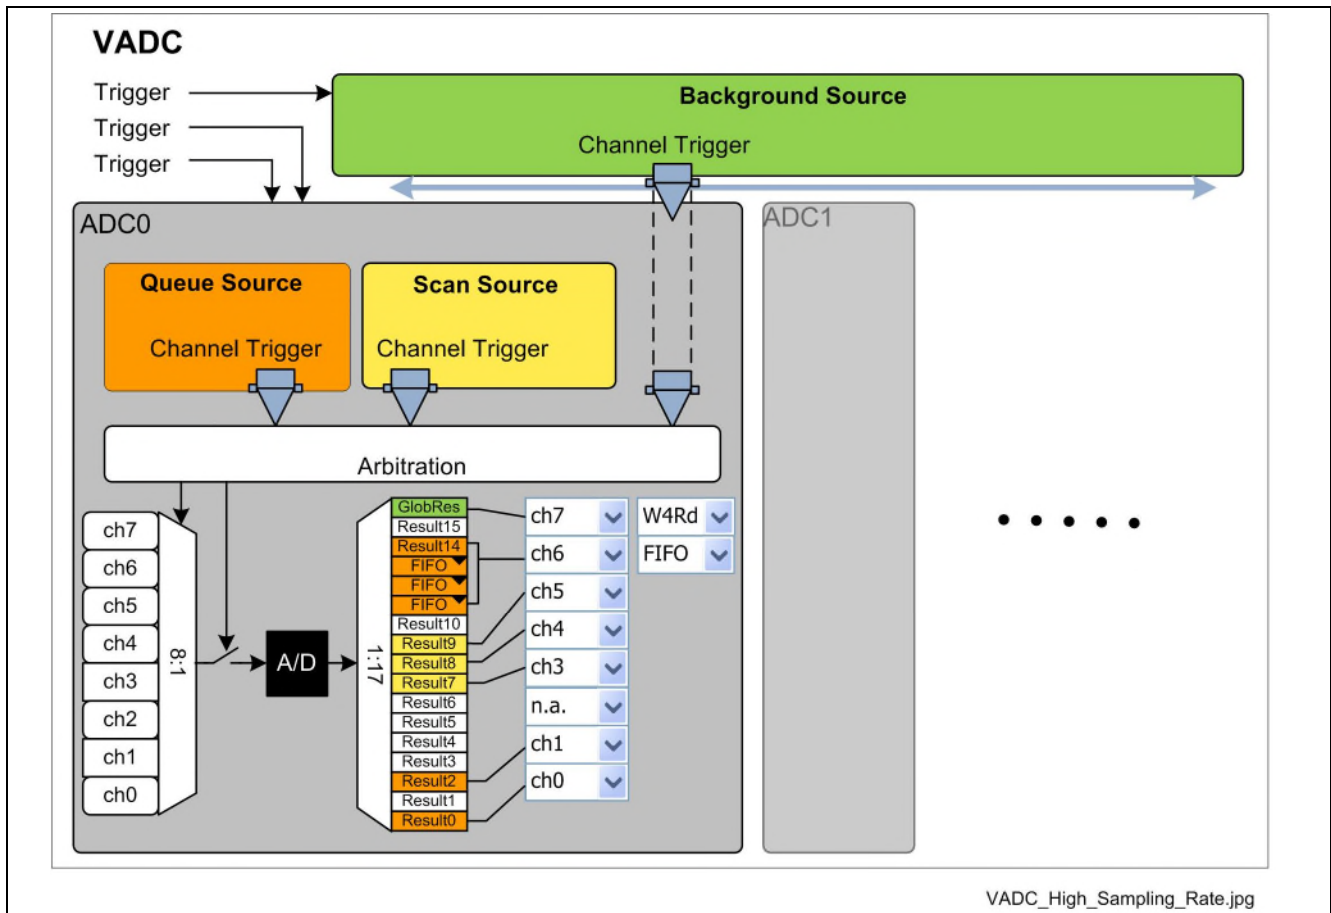 VADC
Trigger
Trigger
Trigger
Background Source
Channel Trigger
ADC0
ADC1
Queue Source
Channel Trigger
Scan Source
Channel Trigger
Arbitration
ch7
ch6
ch5
ch4
ch3
ch2
ch1
ch0
8:1
A/D
1:17
GlobRes
Result15
Result14
FIFO
FIFO
FIFO
Result10
Result9
Result8
Result7
Result6
Result5
Result4
Result3
Result2
Result1
Result0
ch7
ch6
ch5
ch4
ch3
n.a.
ch1
ch0
W4Rd
FIFO
VADC_High_Sampling_Rate.jpg